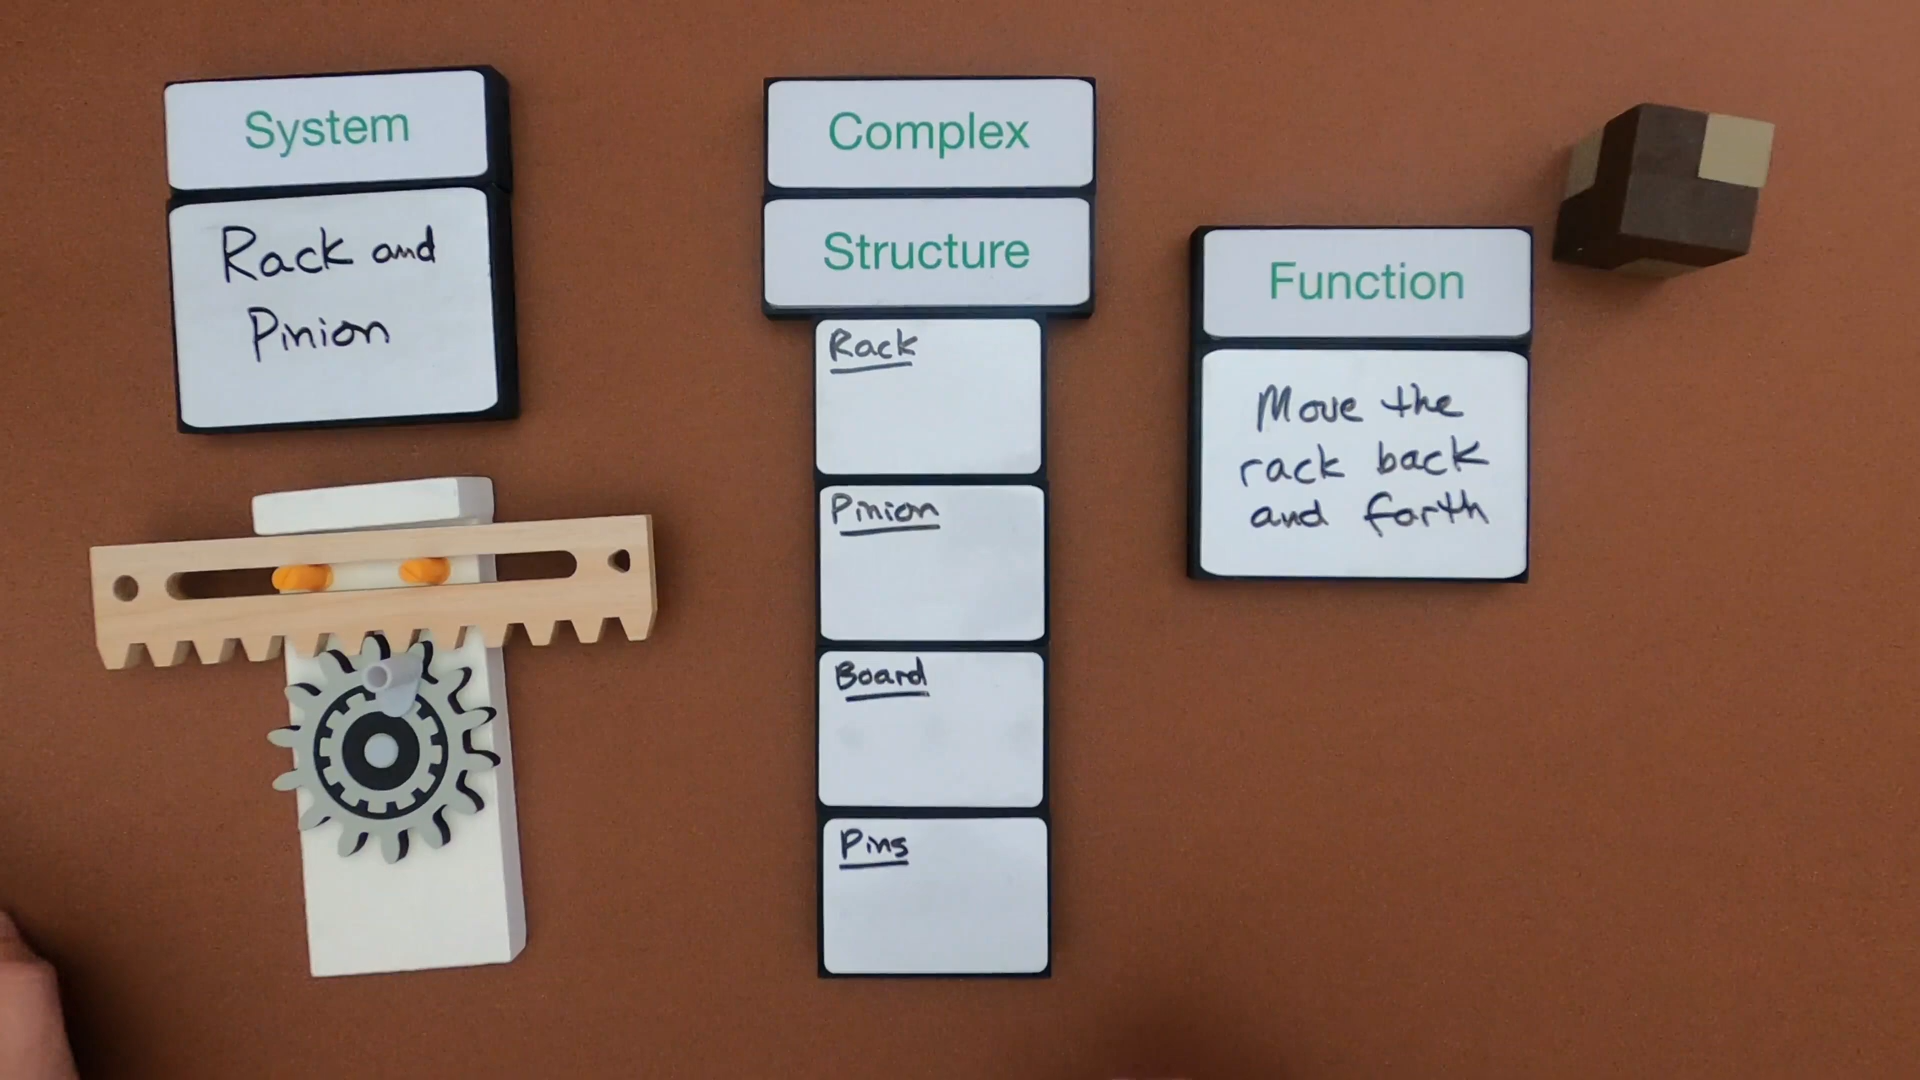 System
Rack and
Pinion
Complex
Structure
Rack
Pinion
Board
Pins
Function
Move the
rack back
and forth